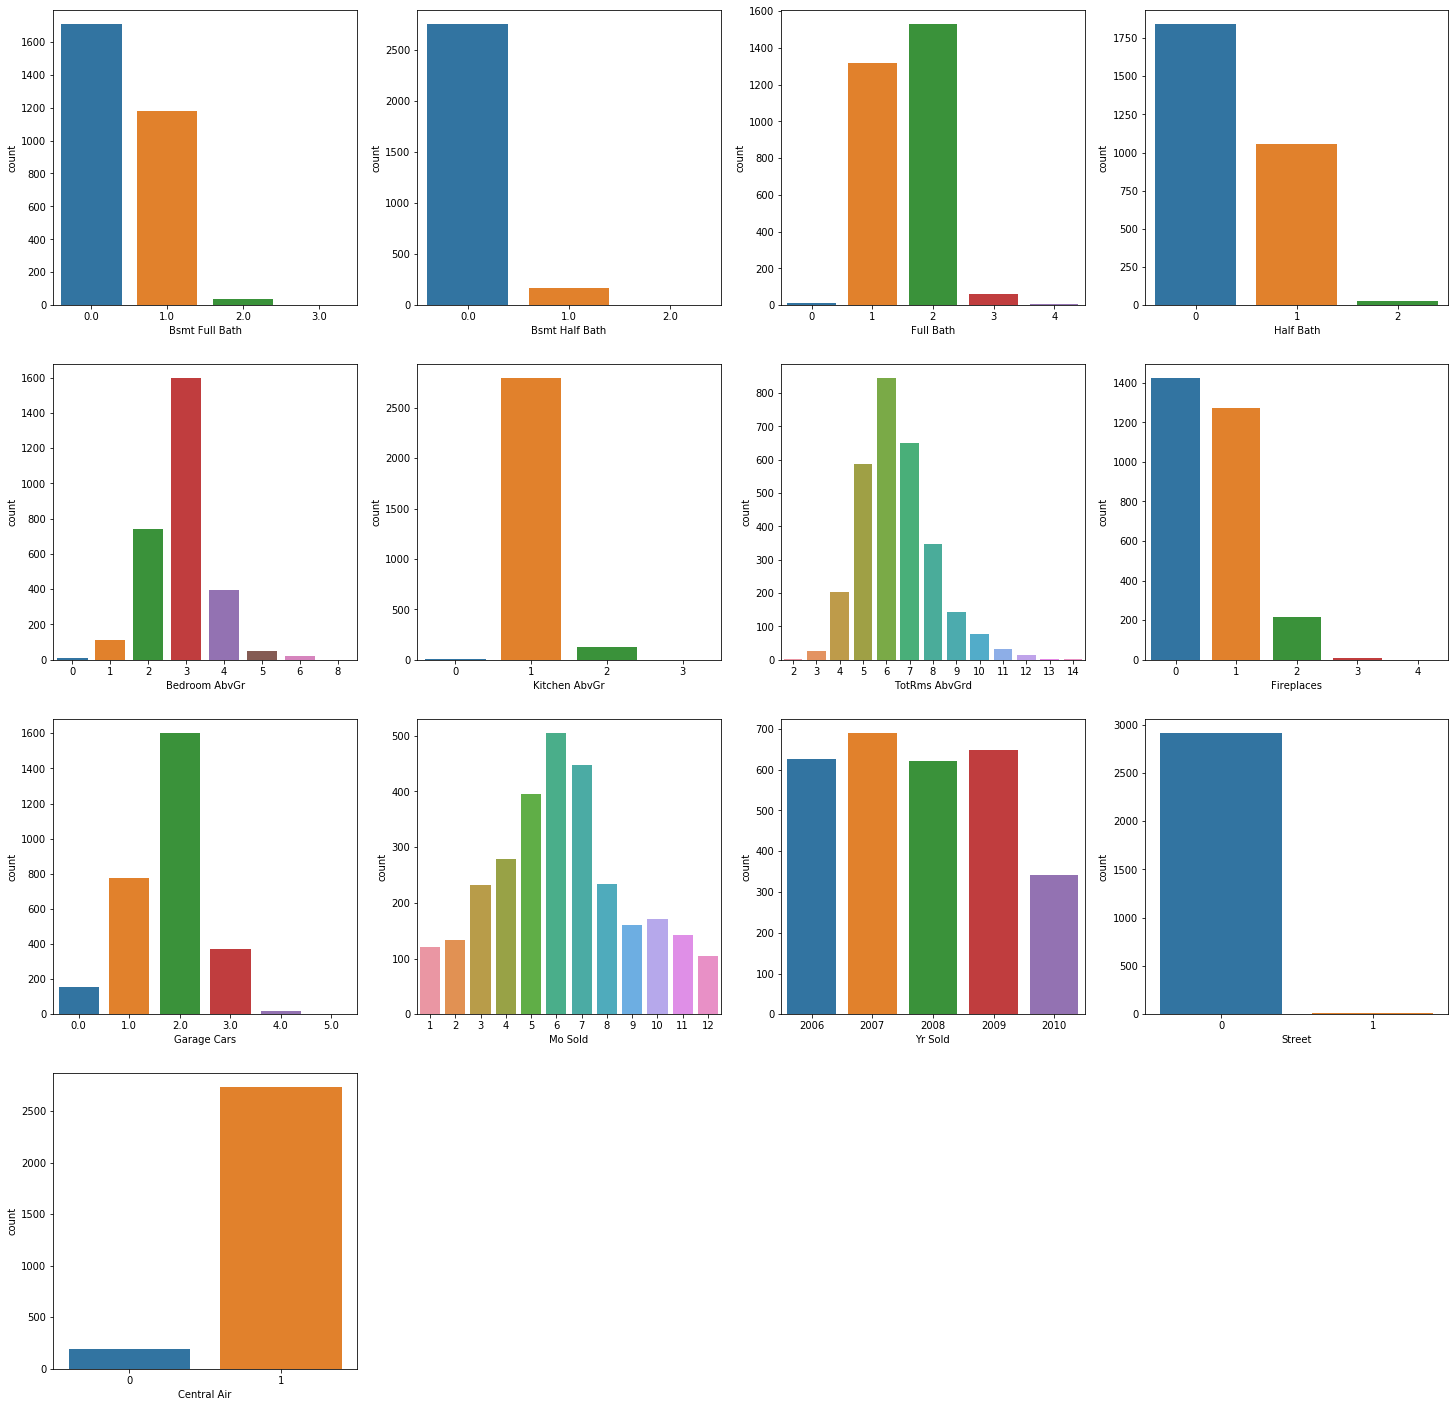 1600
1400
1200
1000
800
600
400
200
0
count
0.0 1.0 2.0 3.0
Bsmt Full Bath
2500
2000
1500
1000
500
0
count
0.0 1.0 2.0
Bsmt Half Bath
1600
1400
1200
1000
800
600
400
200
0
count
0 1 2 3 4
Full Bath
1750
1500
1250
1000
750
500
250
0
count
0 1 2
Half Bath
1600
1400
1200
1000
800
600
400
200
0
count
0 1 2 3 4 5 6 8
Bedroom AbvGr
2500
2000
1500
1000
500
0
count
0 1 2 3
Kitchen AbvGr
800
700
600
500
400
300
200
100
0
count
2 3 4 5 6 7 8 9 10 11 12 13 14
TotRms AbvGrd
1400
1200
1000
800
600
400
200
0
count
0 1 2 3 4
Fireplaces
1600
1400
1200
1000
800
600
400
200
0
count
0.0 1.0 2.0 3.0 4.0 5.0
Garage Cars
500
400
300
200
100
0
count
1 2 3 4 5 6 7 8 9 10 11 12
Mo Sold
700
600
500
400
300
200
100
0
count
2006 2007 2008 2009 2010
Yr Sold
3000
2500
2000
1500
1000
500
0
count
0 1
Street
2500
2000
1500
1000
500
0
count
0 1
Central Air